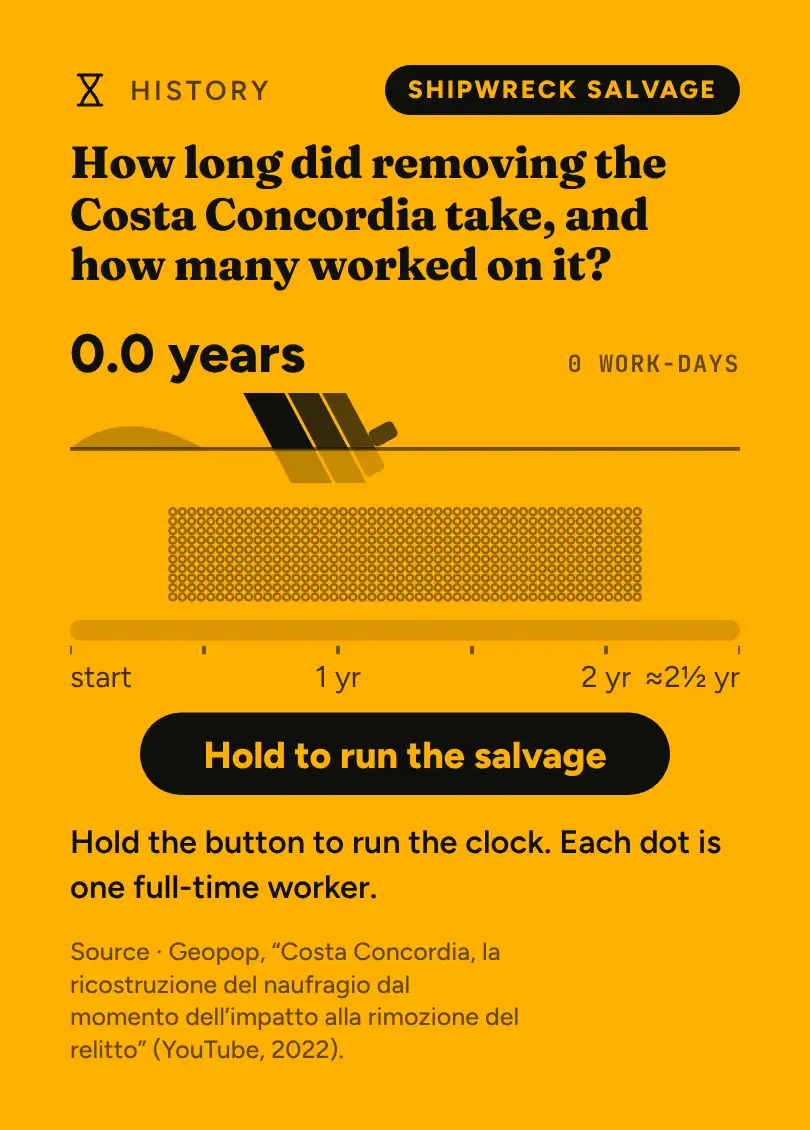 HISTORY
SHIPWRECK SALVAGE
How long did removing the
Costa Concordia take, and
how many worked on it?
0.0 years
0 WORK-DAYS
start
1 yr
2 yr
≈2½ yr
Hold to run the salvage
Hold the button to run the clock. Each dot is
one full-time worker.
Source · Geopop, “Costa Concordia, la
ricostruzione del naufragio dal
momento dell’impatto alla rimozione del
relitto” (YouTube, 2022).